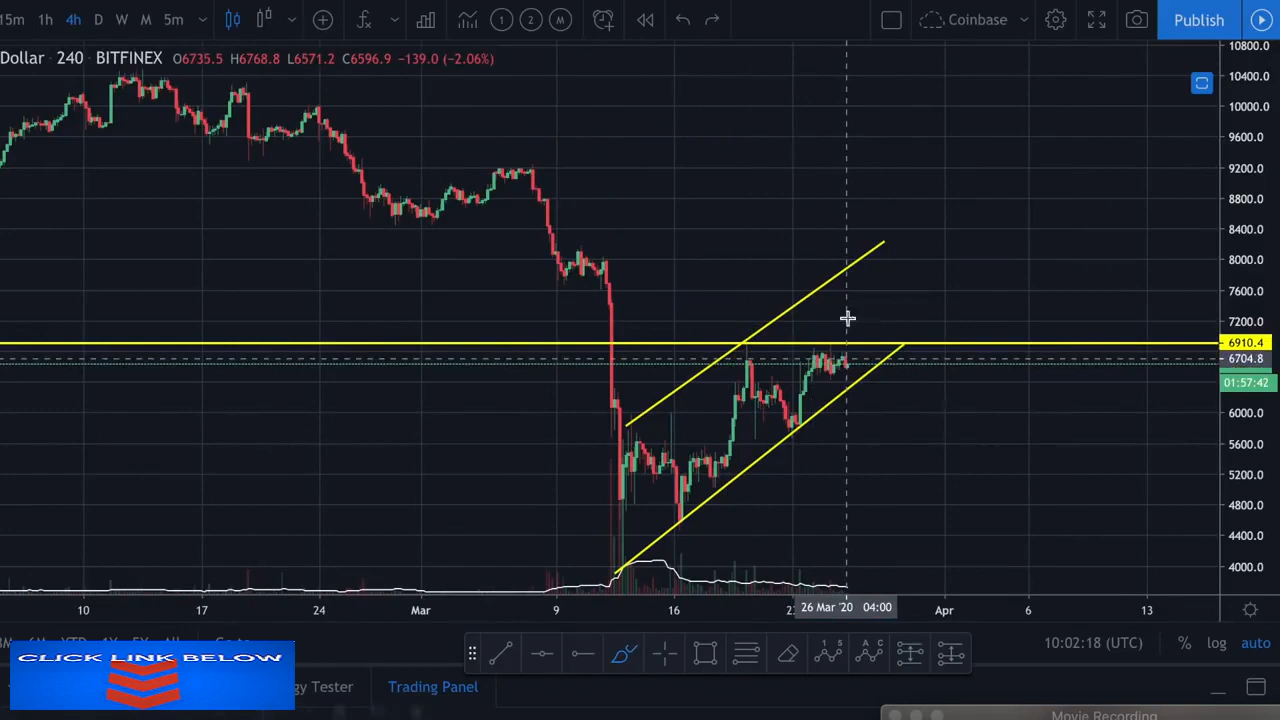 15m 1h 4h D W M 5m 1 2 M Coinbase Publish
Dollar · 240 BITFINEX O6735.5 H6768.8 L6571.2 C6596.9 −139.0 (−2.06%)
10800.0
10400.0
10000.0
9600.0
9200.0
8800.0
8400.0
8000.0
7600.0
7200.0
6910.4
6704.8
01:57:42
6000.0
5600.0
5200.0
4800.0
4400.0
4000.0
10 17 24 Mar 9 16 26 Mar '20 04:00 Apr 6 13
10:02:18 (UTC) % log auto
CLICK LINK BELOW
gy Tester Trading Panel
Movie Recording